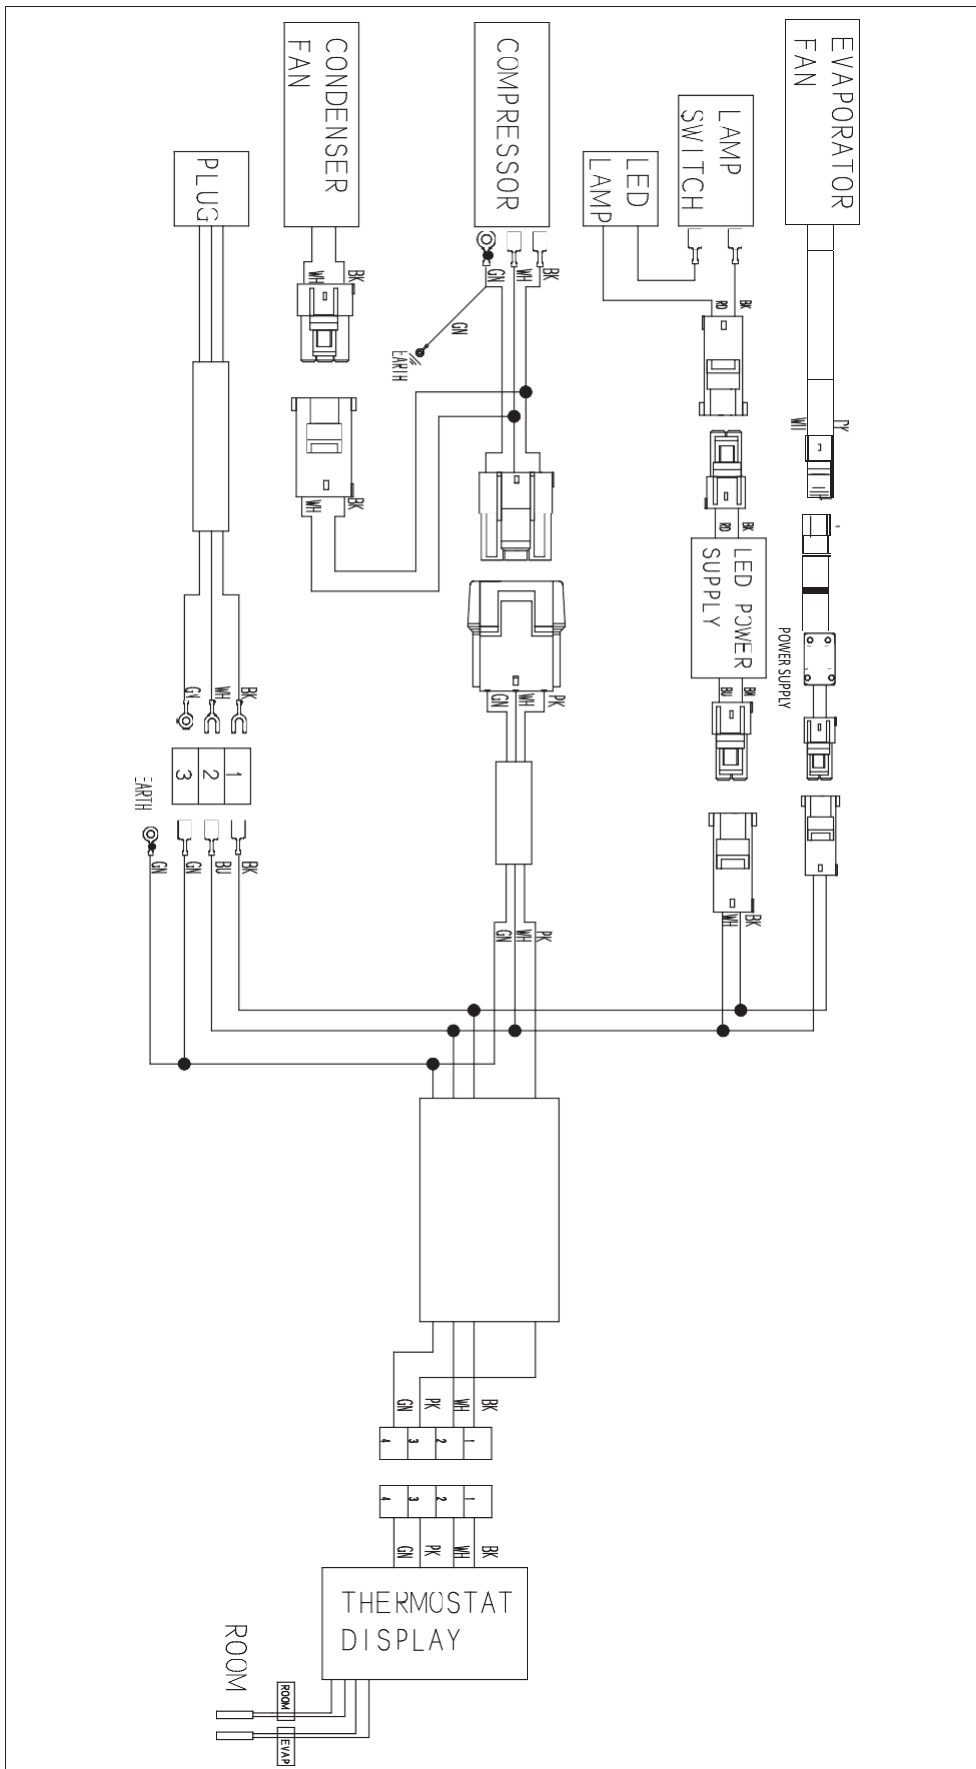 CONDENSER
FAN
COMPRESSOR
EVAPORATOR
FAN
LAMP
SWITCH
LED
LAMP
PLUG
WH
BK
GN
WH
BK
GN
RD
BK
WH
BK
RD
BK
LED POWER
SUPPLY
POWER SUPPLY
GN
WH
BK
GN
WH
PK
BU
3
2
1
GN
GN
BU
BK
WH
BK
GN
WH
PK
GN
PK
WH
BK
4
3
2
1
4
3
2
1
GN
PK
WH
BK
THERMOSTAT
DISPLAY
ROOM
ROOM
EVAP